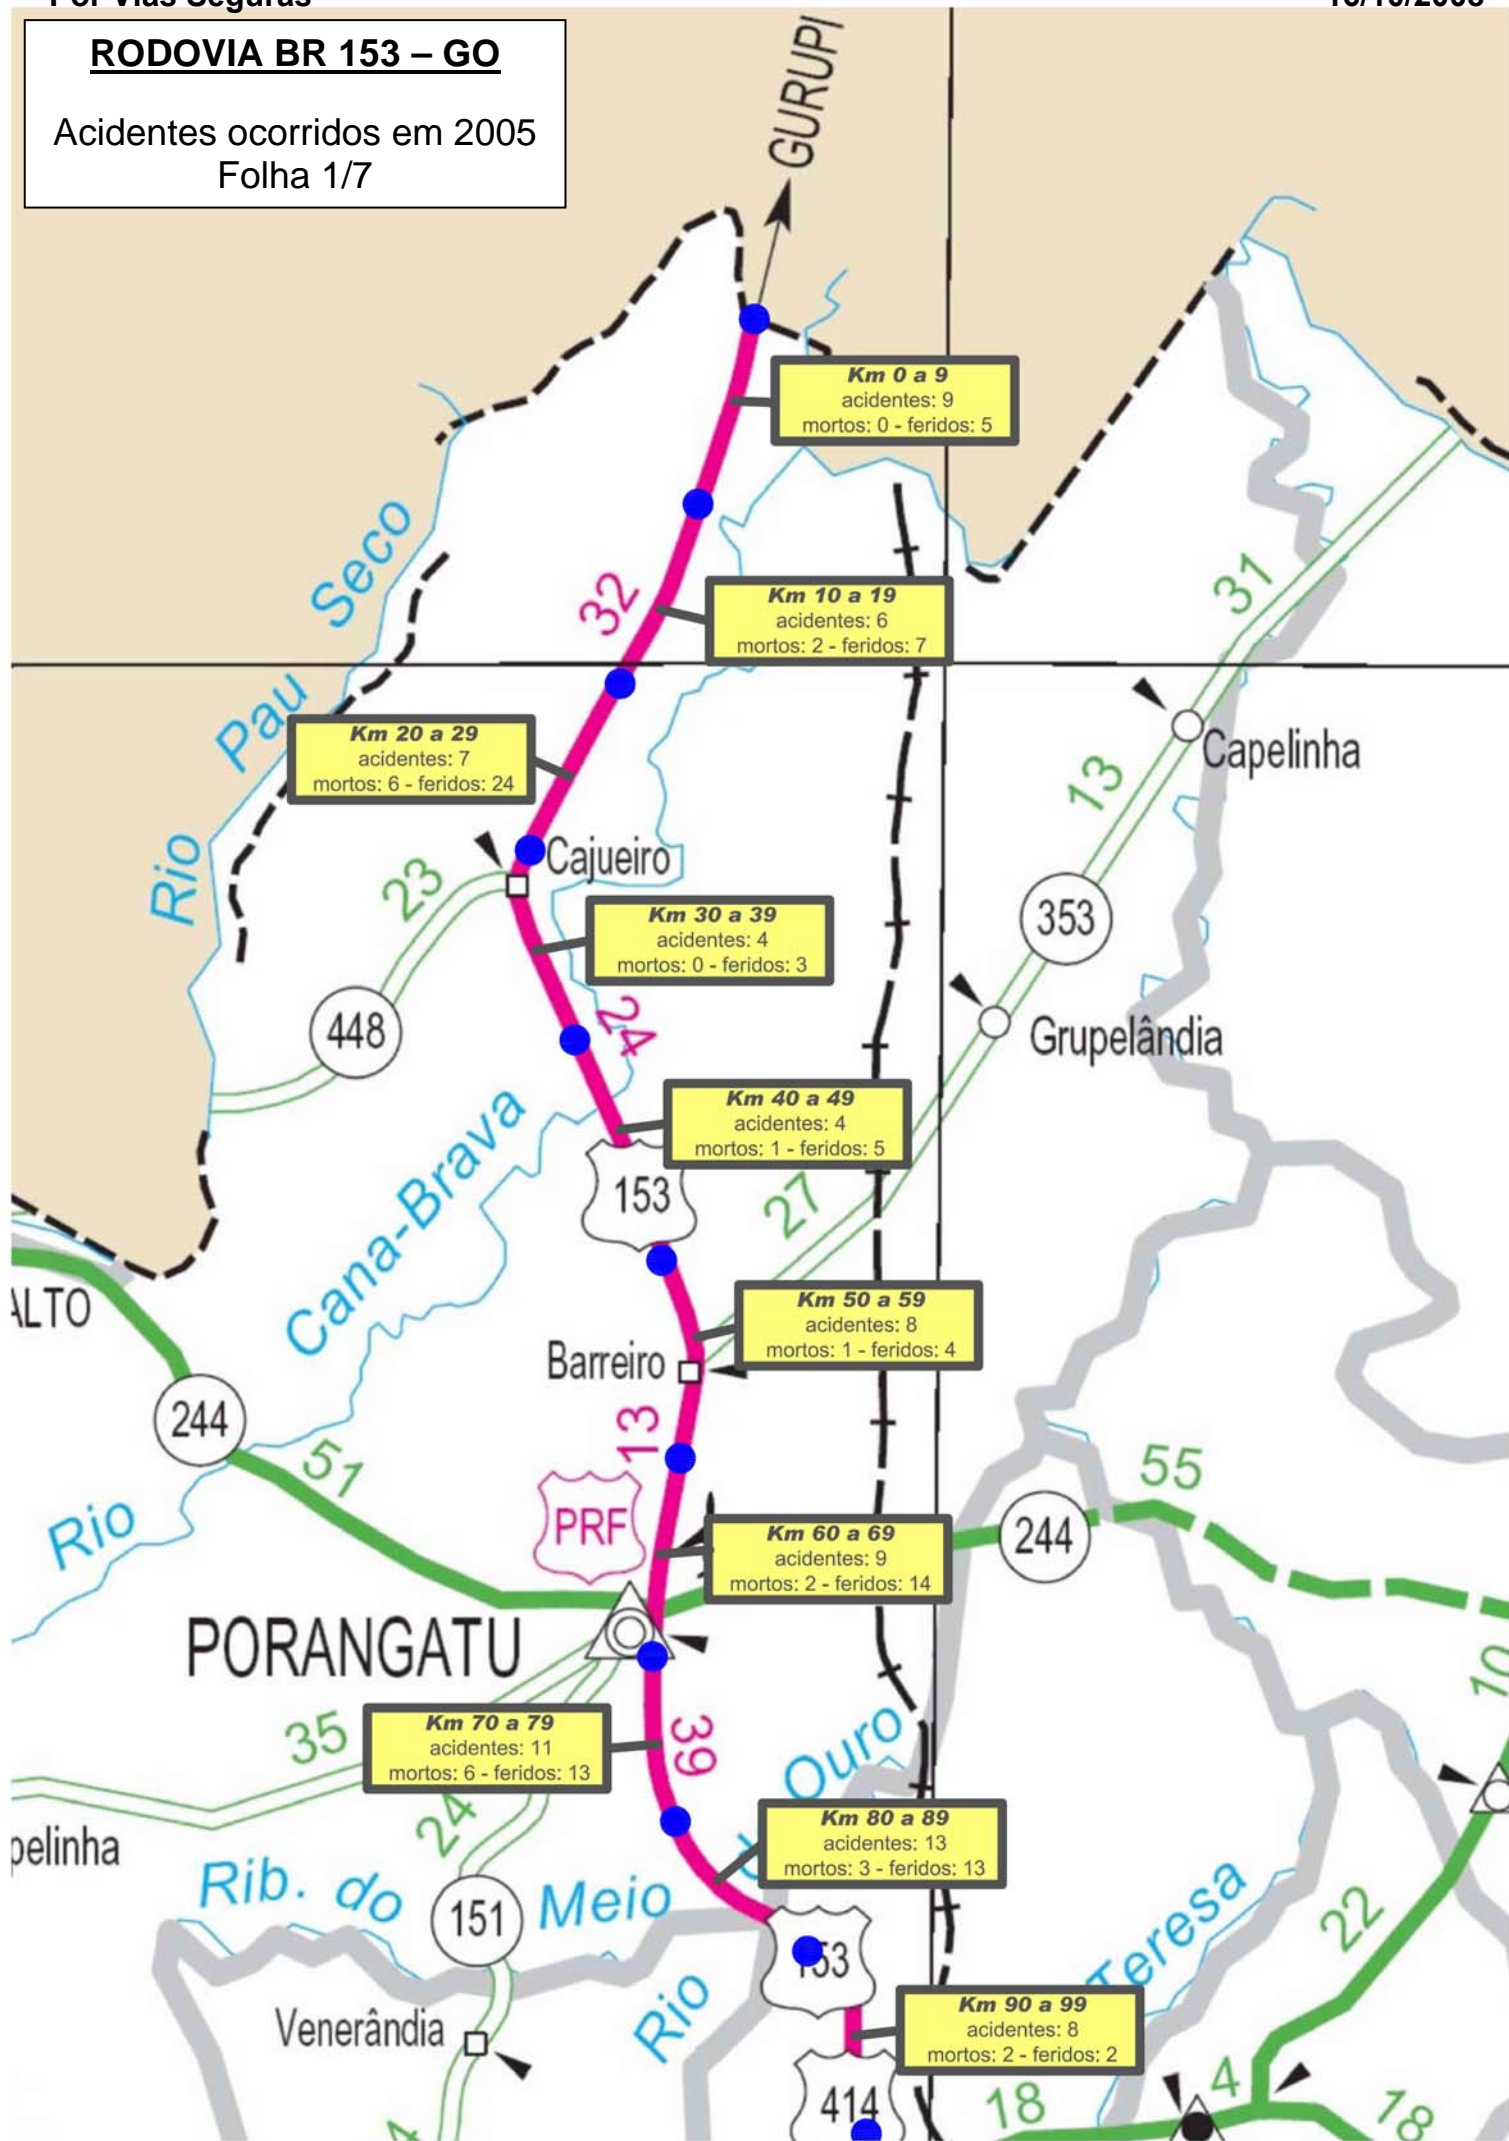 RODOVIA BR 153 – GO
Acidentes ocorridos em 2005
Folha 1/7
GURUPI
Km 0 a 9
acidentes: 9
mortos: 0 - feridos: 5
Seco
32
Km 10 a 19
acidentes: 6
mortos: 2 - feridos: 7
31
Pau
Km 20 a 29
acidentes: 7
mortos: 6 - feridos: 24
Capelinha
13
Rio
23
Cajueiro
Km 30 a 39
acidentes: 4
mortos: 0 - feridos: 3
353
448
24
Grupelândia
Km 40 a 49
acidentes: 4
mortos: 1 - feridos: 5
Cana-Brava
153
27
ALTO
Km 50 a 59
acidentes: 8
mortos: 1 - feridos: 4
Barreiro
244
13
51
55
Rio
PRF
Km 60 a 69
acidentes: 9
mortos: 2 - feridos: 14
244
PORANGATU
10
35
Km 70 a 79
acidentes: 11
mortos: 6 - feridos: 13
39
Ouro
24
pelinha
Km 80 a 89
acidentes: 13
mortos: 3 - feridos: 13
Rib. do
Meio
151
153
22
Teresa
Rio
Venerândia
Km 90 a 99
acidentes: 8
mortos: 2 - feridos: 2
414
18
4
18